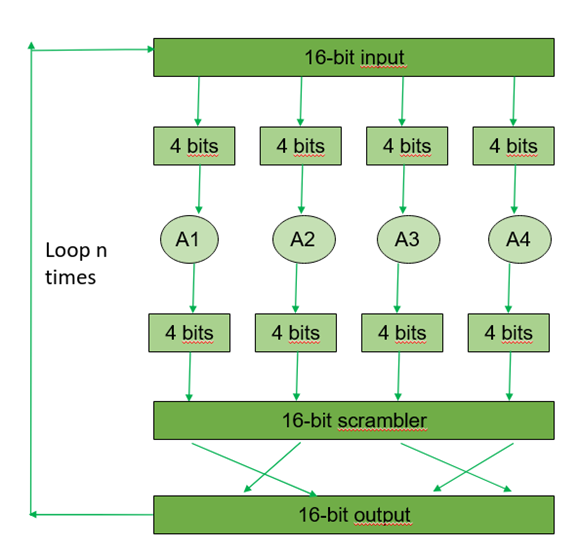 16-bit input
4 bits
4 bits
4 bits
4 bits
A1
A2
A3
A4
Loop n
times
4 bits
4 bits
4 bits
4 bits
16-bit scrambler
16-bit output